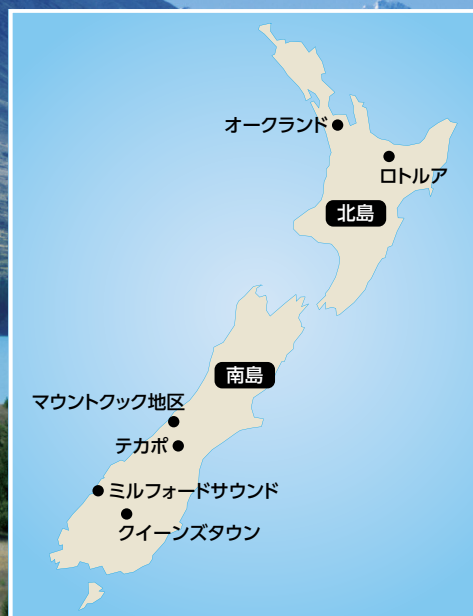 オークランド
ロトルア
北島
南島
マウントクック地区
テカポ
ミルフォードサウンド
クイーンズタウン